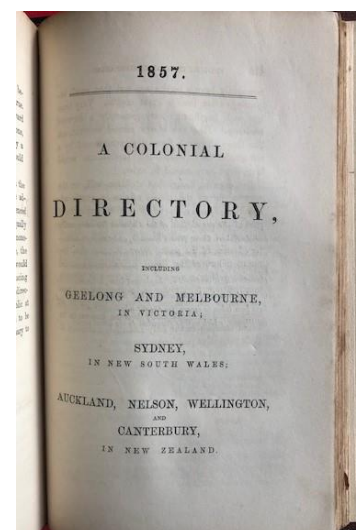 1857.
A COLONIAL
DIRECTORY,
INCLUDING
GEELONG AND MELBOURNE,
IN VICTORIA;
SYDNEY,
IN NEW SOUTH WALES;
AUCKLAND, NELSON, WELLINGTON,
AND
CANTERBURY,
IN NEW ZEALAND.